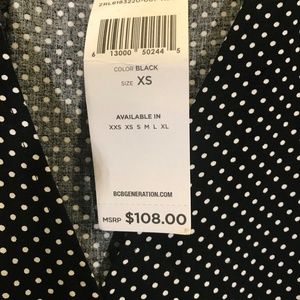 6 13000 50244 5
COLOR BLACK
SIZE XS
AVAILABLE IN
XXS XS S M L XL
BCBGENERATION.COM
MSRP $108.00